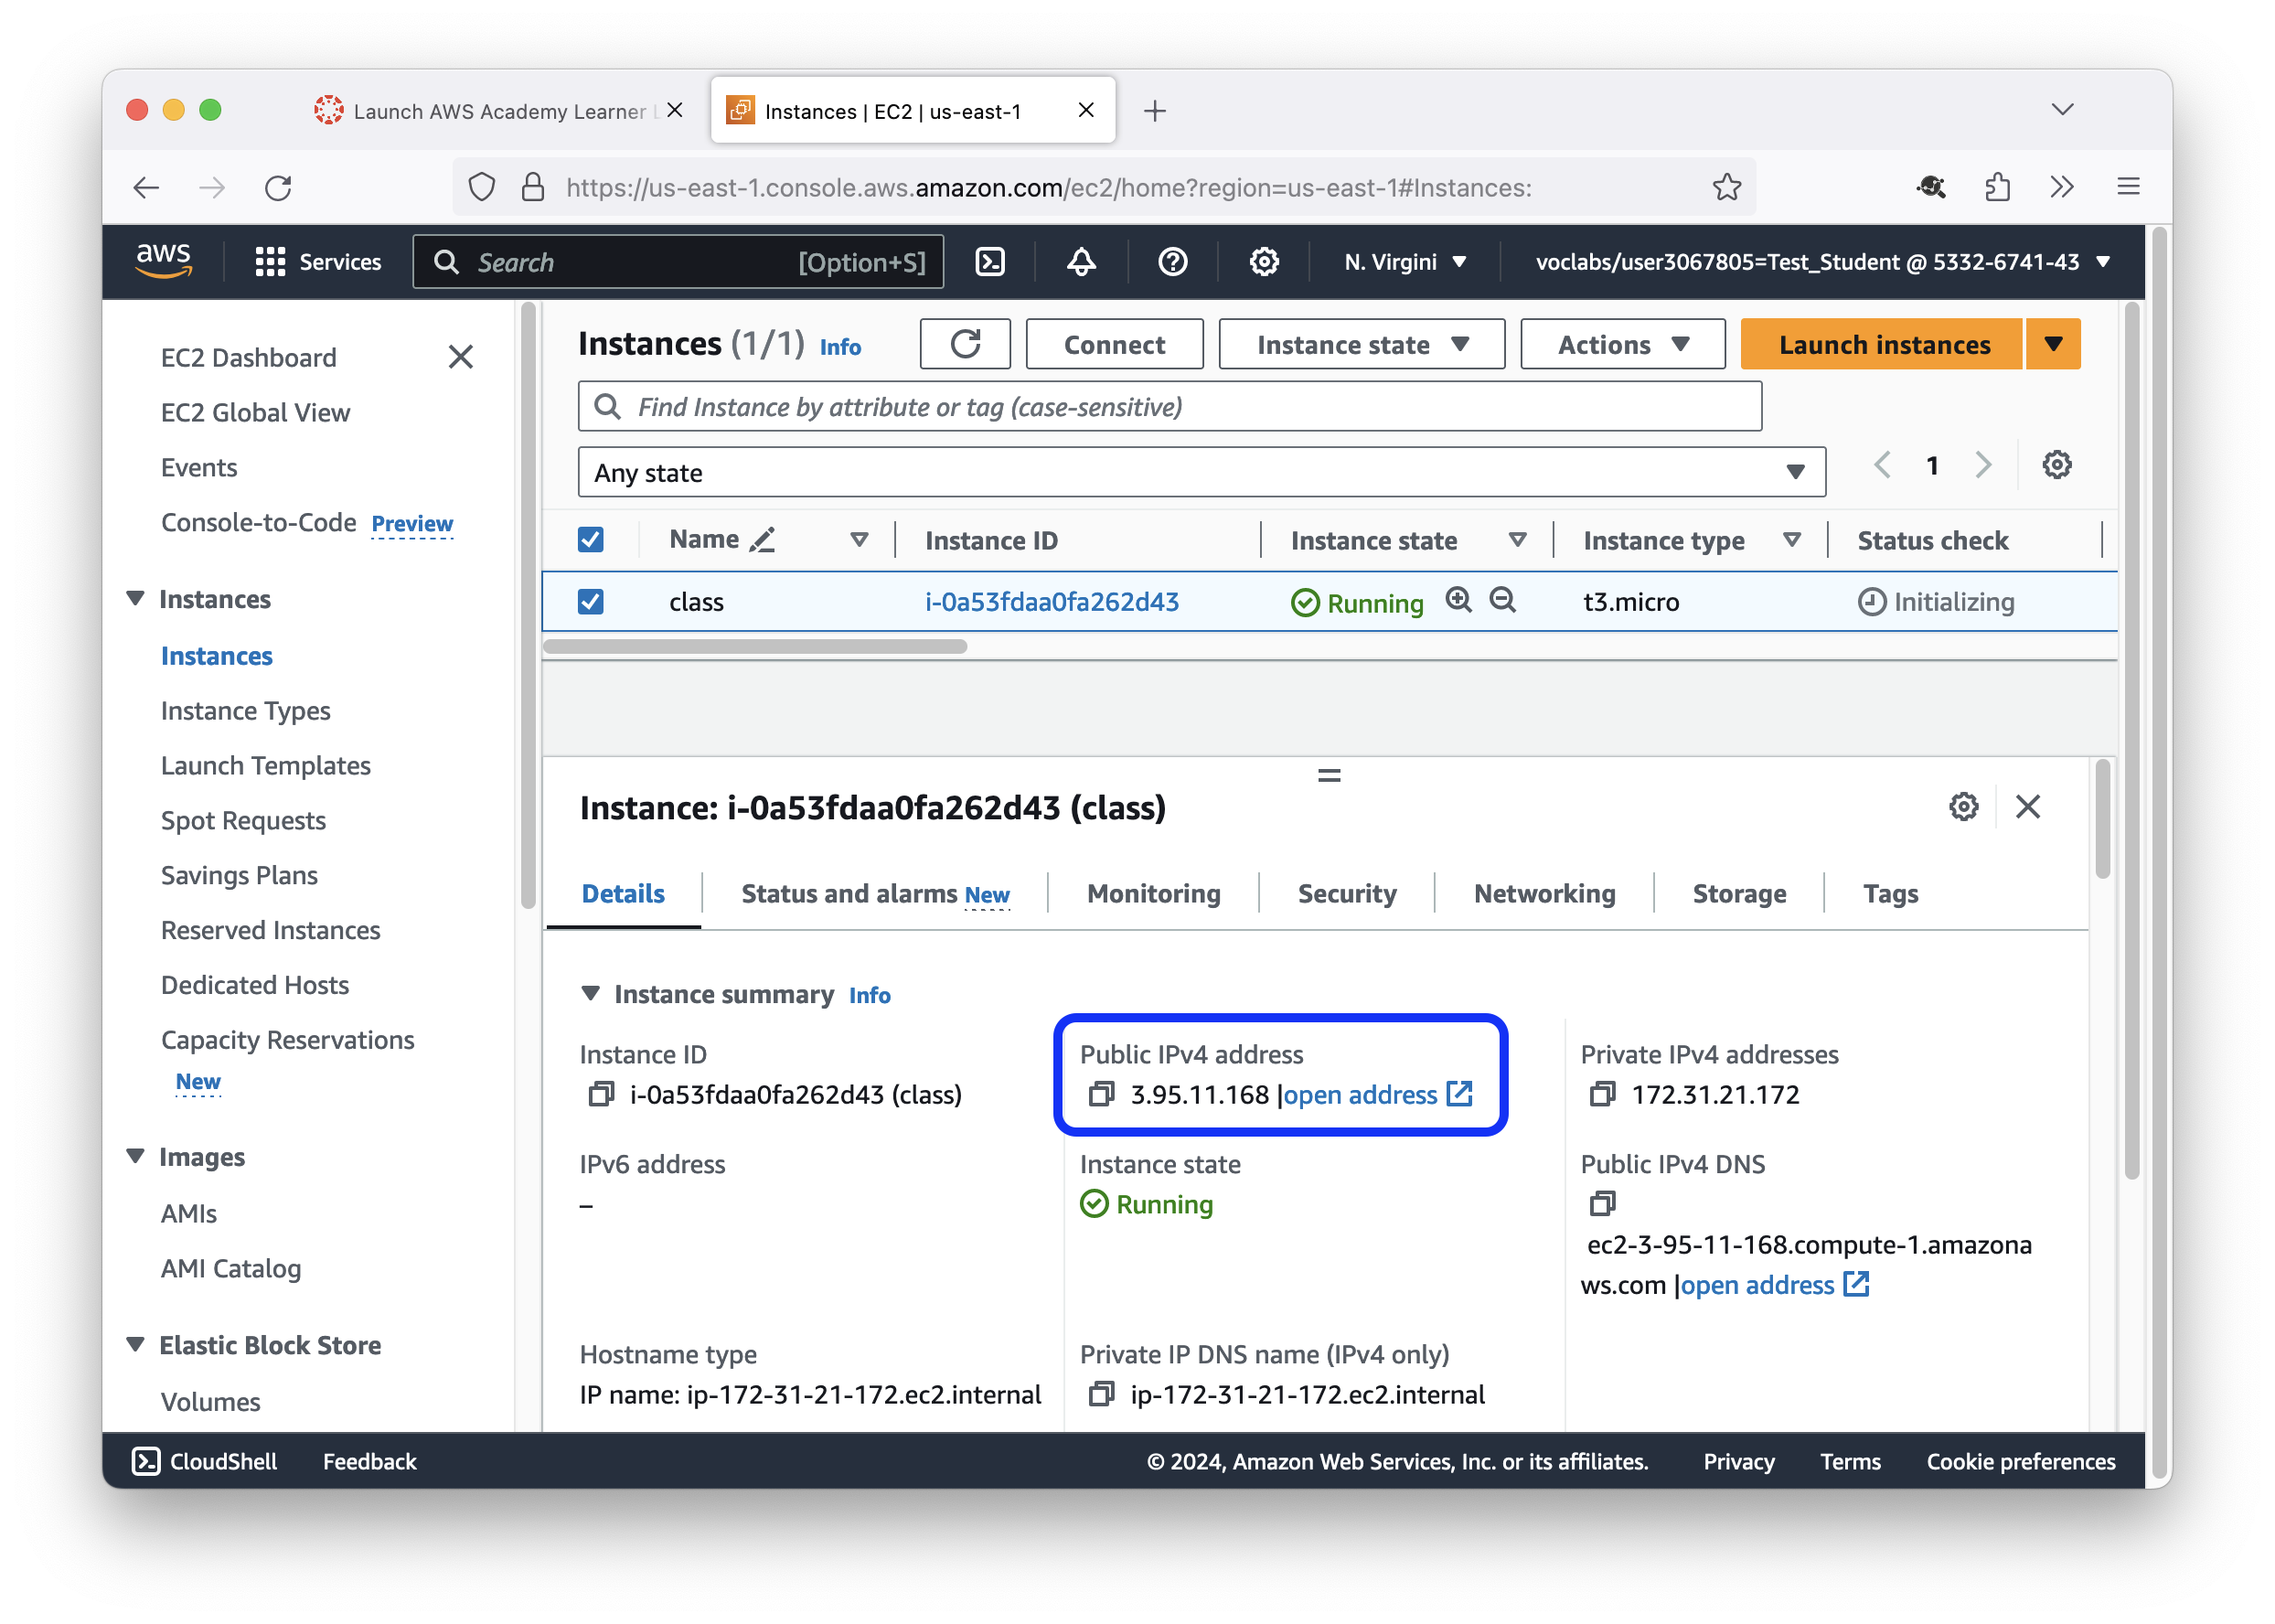 Launch AWS Academy Learner L
Instances | EC2 | us-east-1
https://us-east-1.console.aws.amazon.com/ec2/home?region=us-east-1#Instances:
aws
Services
Search
[Option+S]
N. Virgini
voclabs/user3067805=Test_Student @ 5332-6741-43
EC2 Dashboard
EC2 Global View
Events
Console-to-Code Preview
Instances
Instances
Instance Types
Launch Templates
Spot Requests
Savings Plans
Reserved Instances
Dedicated Hosts
Capacity Reservations
New
Images
AMIs
AMI Catalog
Elastic Block Store
Volumes
Instances (1/1) Info
Connect
Instance state
Actions
Launch instances
Find Instance by attribute or tag (case-sensitive)
Any state
1
Name
Instance ID
Instance state
Instance type
Status check
class
i-0a53fdaa0fa262d43
Running
t3.micro
Initializing
Instance: i-0a53fdaa0fa262d43 (class)
Details
Status and alarms New
Monitoring
Security
Networking
Storage
Tags
Instance summary Info
Instance ID
i-0a53fdaa0fa262d43 (class)
Public IPv4 address
3.95.11.168 |open address
Private IPv4 addresses
172.31.21.172
IPv6 address
–
Instance state
Running
Public IPv4 DNS
ec2-3-95-11-168.compute-1.amazona
ws.com |open address
Hostname type
IP name: ip-172-31-21-172.ec2.internal
Private IP DNS name (IPv4 only)
ip-172-31-21-172.ec2.internal
CloudShell
Feedback
© 2024, Amazon Web Services, Inc. or its affiliates.
Privacy
Terms
Cookie preferences